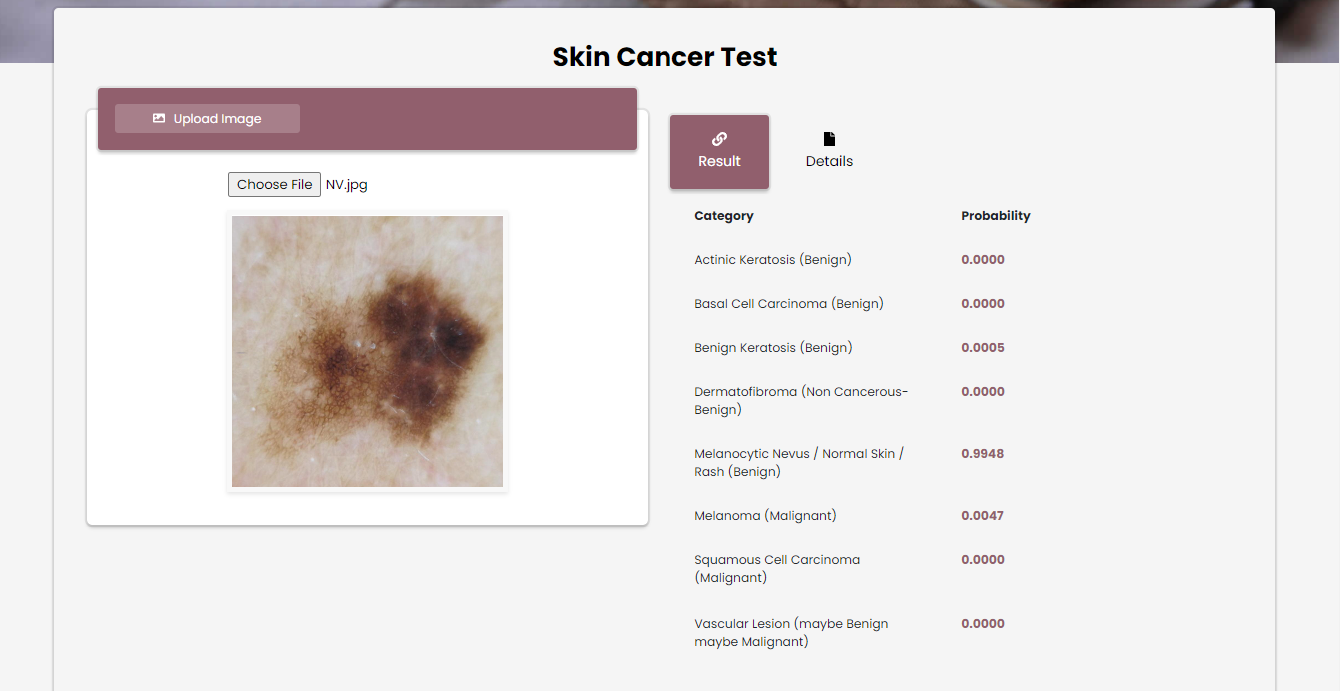 Skin Cancer Test
Upload Image
Choose File NV.jpg
Result
Details
Category Probability
Actinic Keratosis (Benign) 0.0000
Basal Cell Carcinoma (Benign) 0.0000
Benign Keratosis (Benign) 0.0005
Dermatofibroma (Non Cancerous- 0.0000
Benign)
Melanocytic Nevus / Normal Skin / 0.9948
Rash (Benign)
Melanoma (Malignant) 0.0047
Squamous Cell Carcinoma 0.0000
(Malignant)
Vascular Lesion (maybe Benign 0.0000
maybe Malignant)